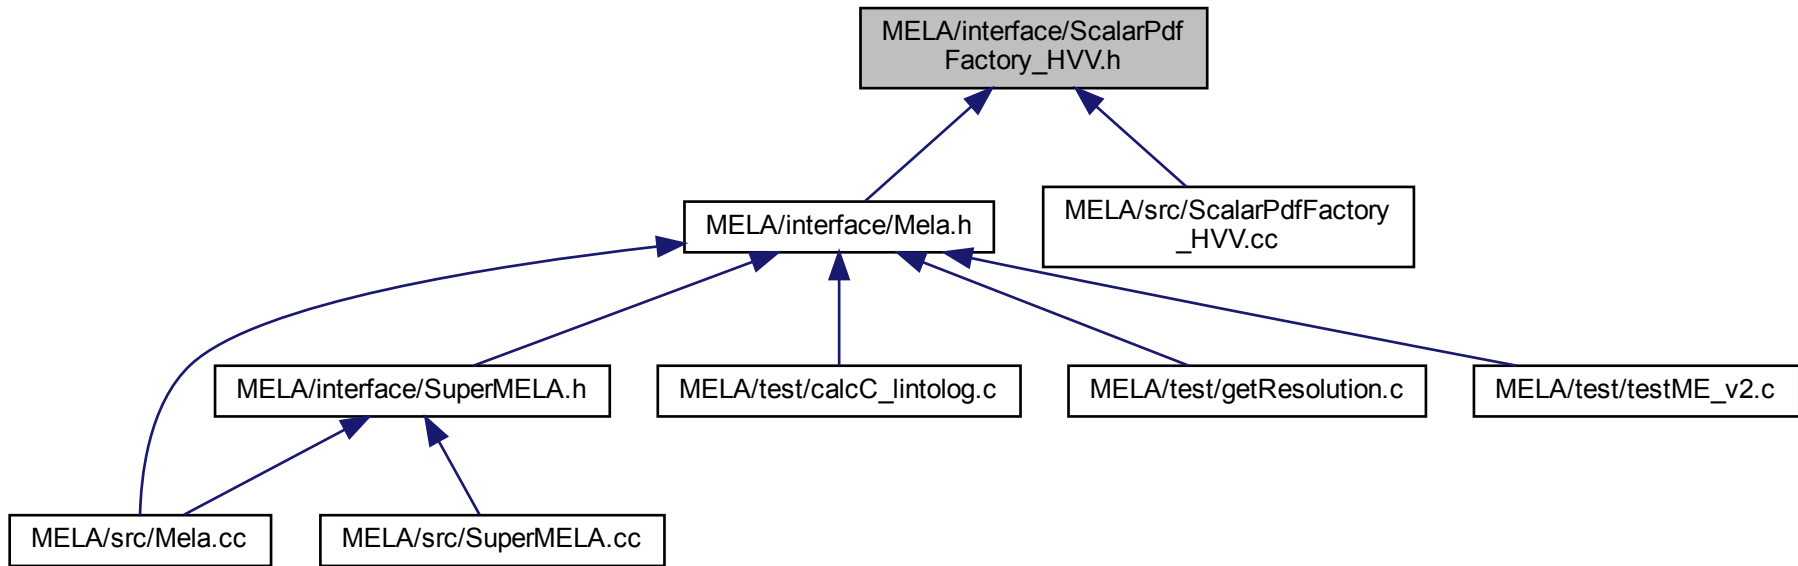 MELA/interface/ScalarPdf
Factory_HVV.h
MELA/interface/Mela.h
MELA/src/ScalarPdfFactory
_HVV.cc
MELA/interface/SuperMELA.h
MELA/test/calcC_lintolog.c
MELA/test/getResolution.c
MELA/test/testME_v2.c
MELA/src/Mela.cc
MELA/src/SuperMELA.cc